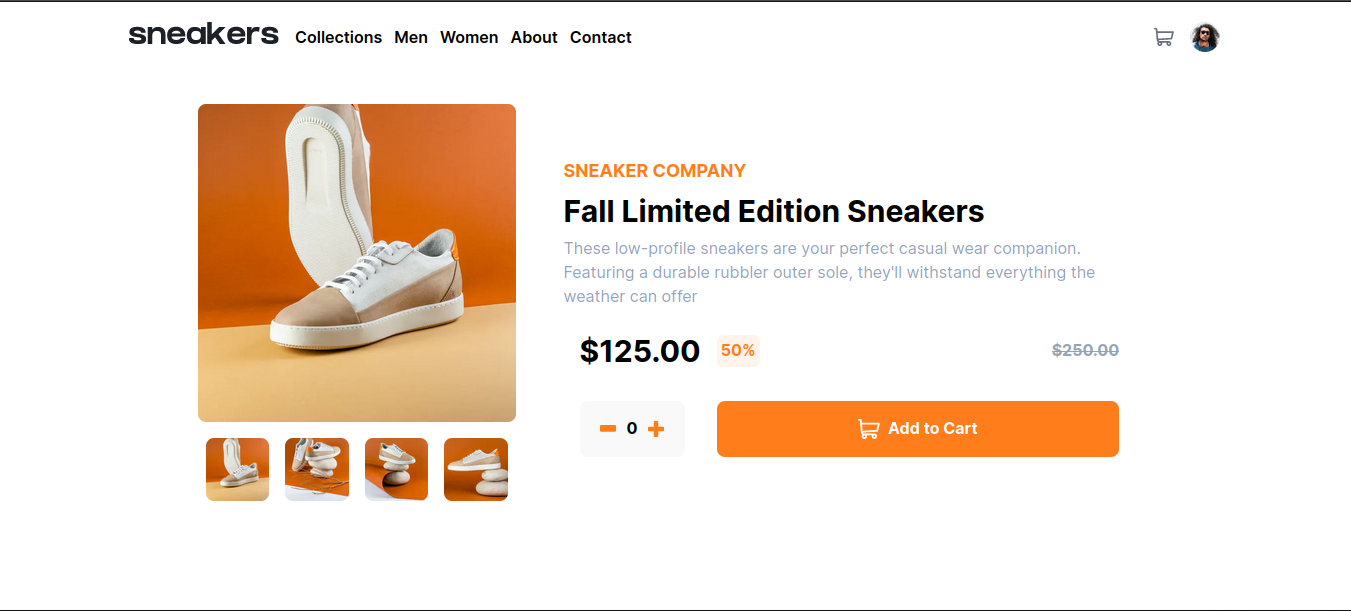 sneakers Collections Men Women About Contact
SNEAKER COMPANY
Fall Limited Edition Sneakers
These low-profile sneakers are your perfect casual wear companion.
Featuring a durable rubbler outer sole, they'll withstand everything the
weather can offer
$125.00 50% $250.00
0 Add to Cart